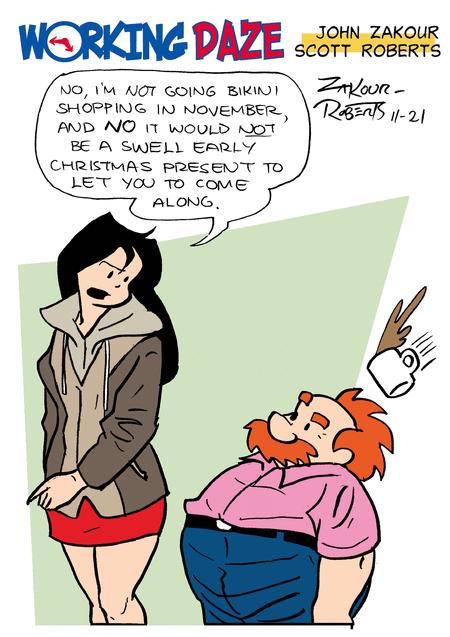 WORKING DAZE
JOHN ZAKOUR
SCOTT ROBERTS
ZAKOUR-
ROBERTS 11-21
NO, I'M NOT GOING BIKINI
SHOPPING IN NOVEMBER,
AND NO IT WOULD NOT
BE A SWELL EARLY
CHRISTMAS PRESENT TO
LET YOU TO COME
ALONG.